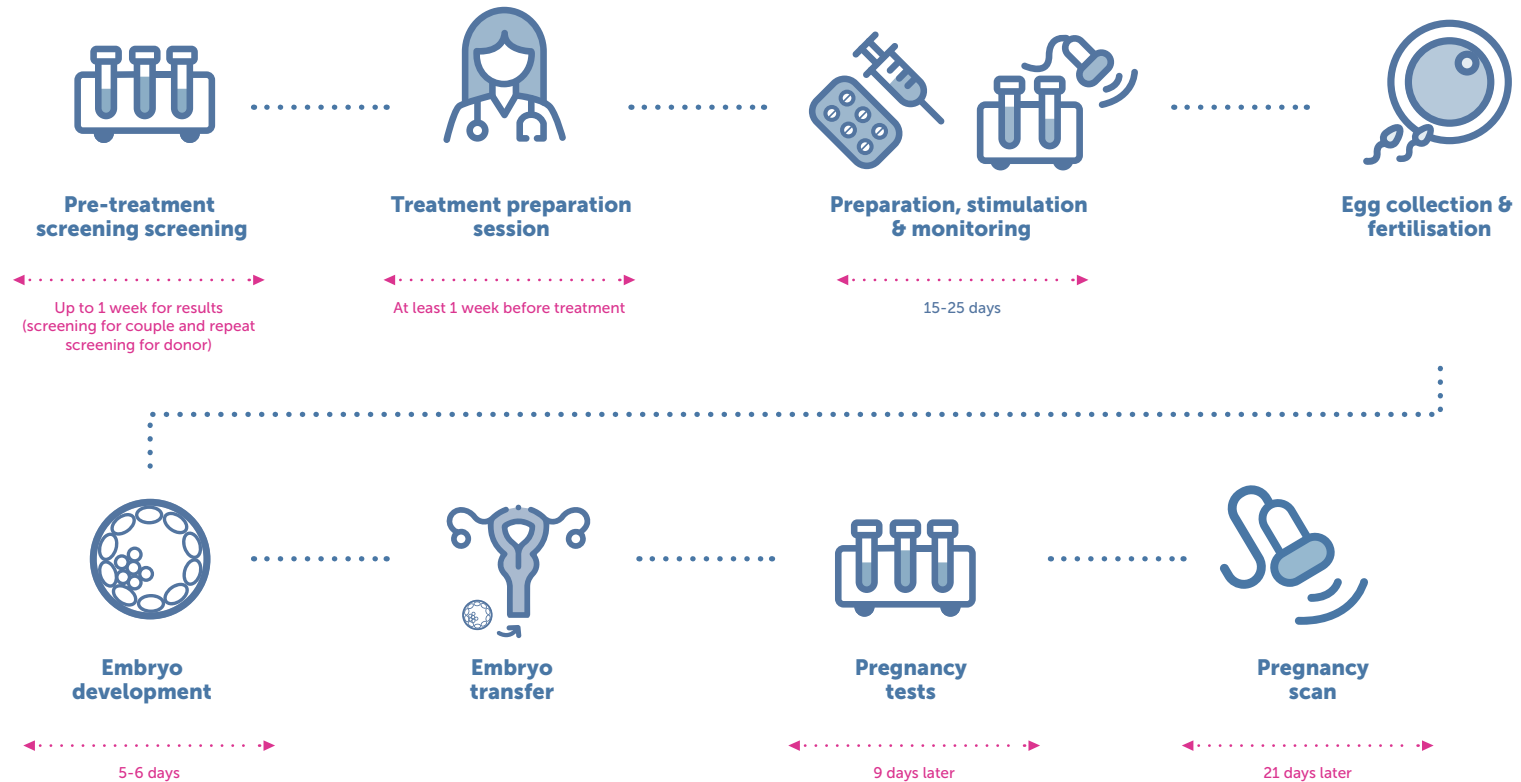 Pre-treatment
screening screening
Up to 1 week for results
(screening for couple and repeat
screening for donor)
Treatment preparation
session
At least 1 week before treatment
Preparation, stimulation
& monitoring
15-25 days
Egg collection &
fertilisation
Embryo
development
5-6 days
Embryo
transfer
Pregnancy
tests
9 days later
Pregnancy
scan
21 days later